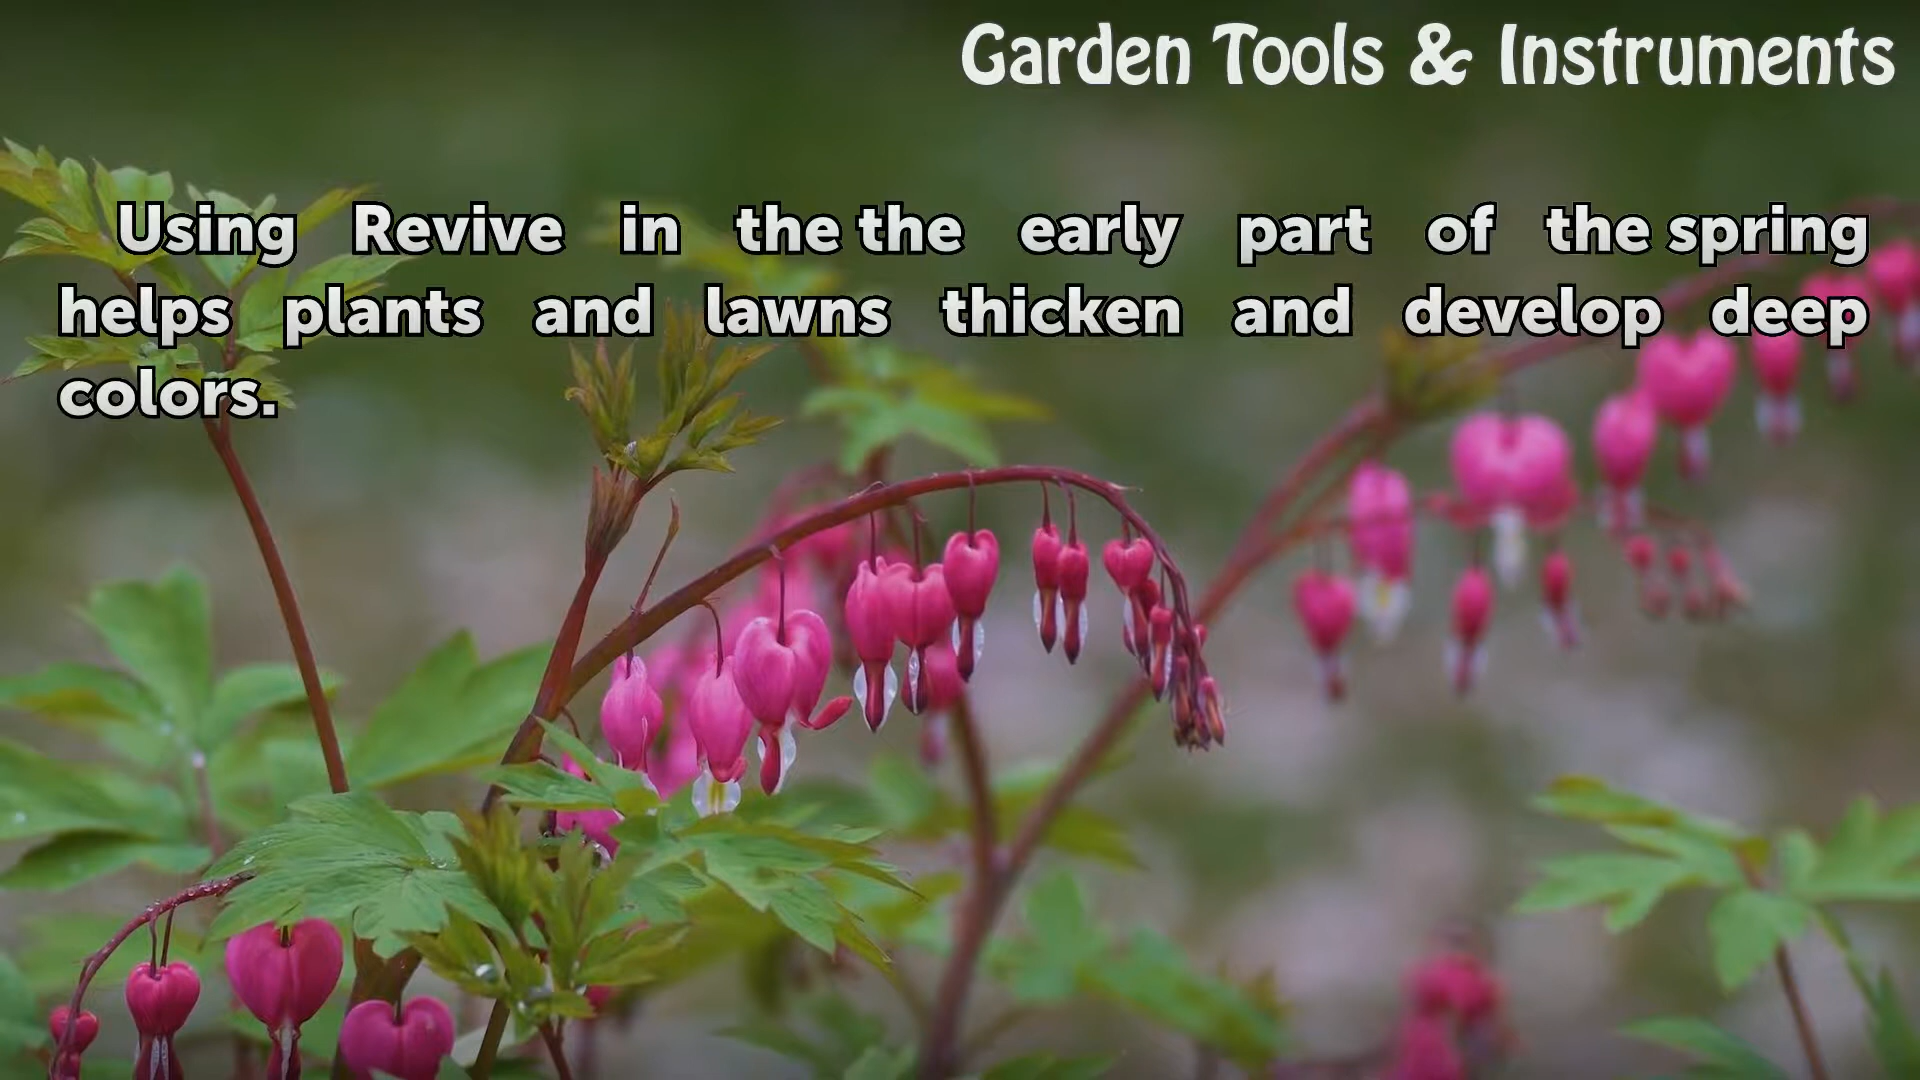 Garden Tools & Instruments
Using Revive in the the early part of the spring
helps plants and lawns thicken and develop deep
colors.